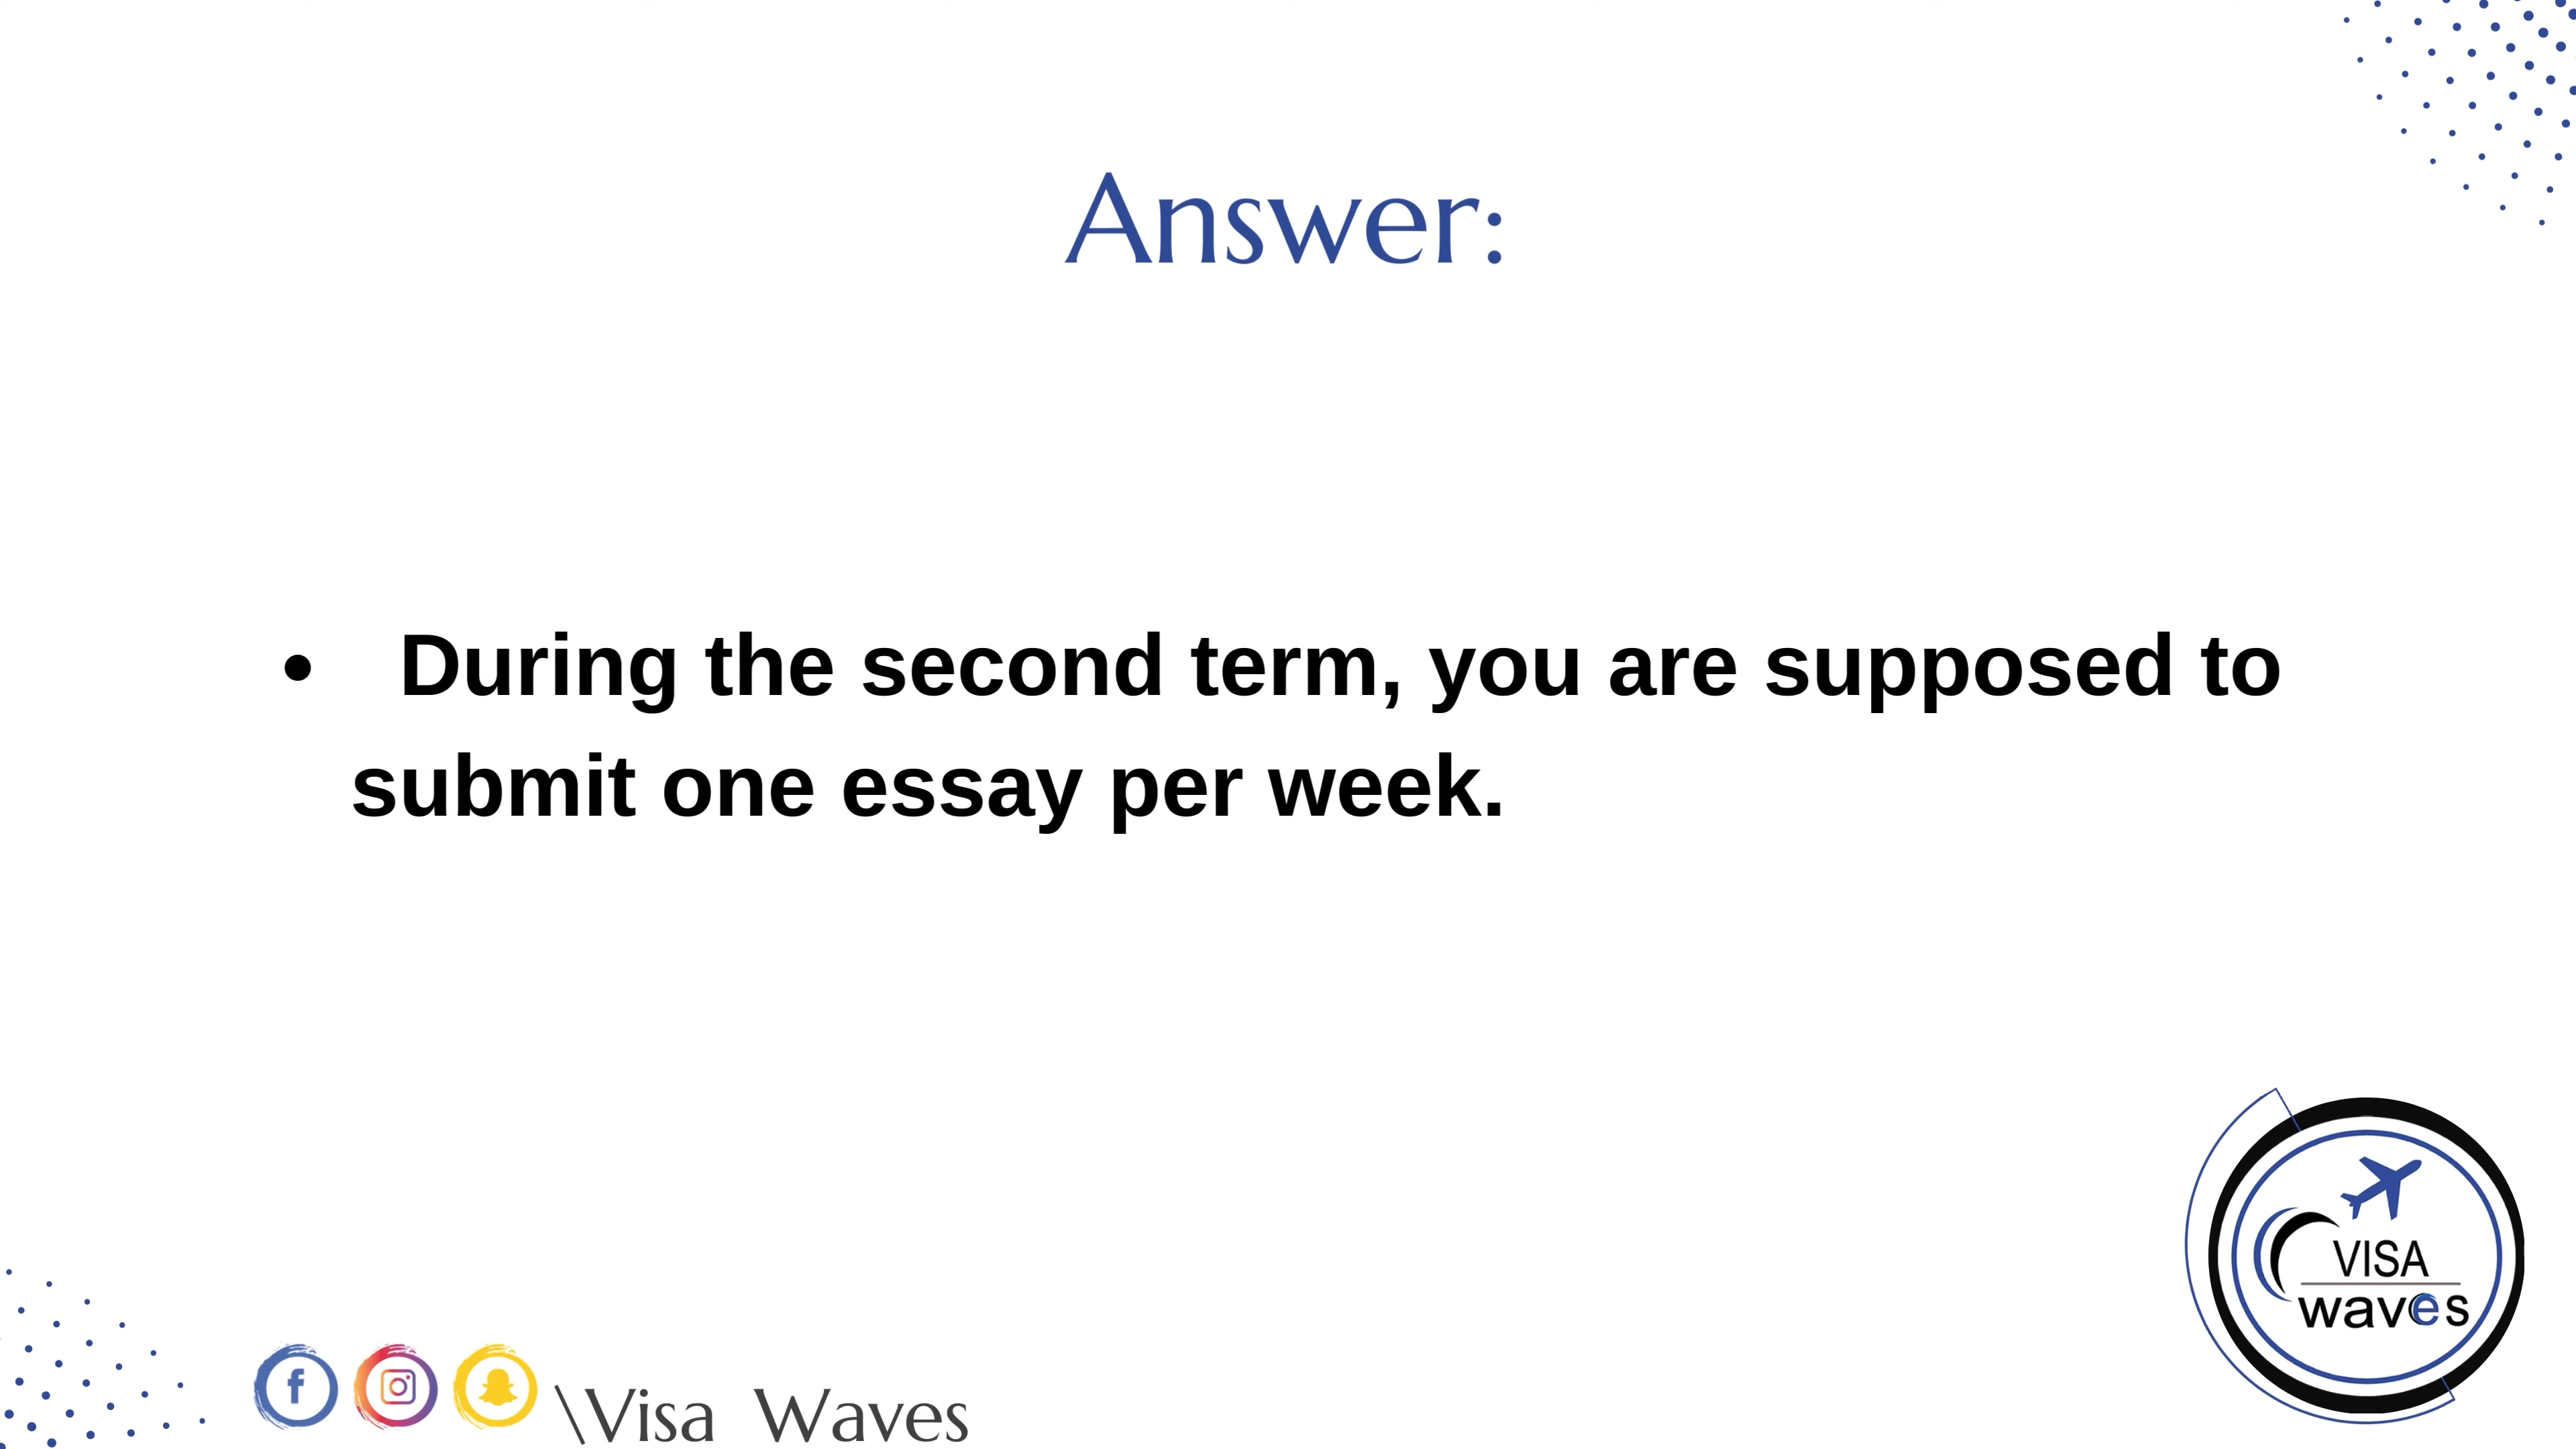 Answer:
• During the second term, you are supposed to
submit one essay per week.
VISA
waves
\Visa Waves